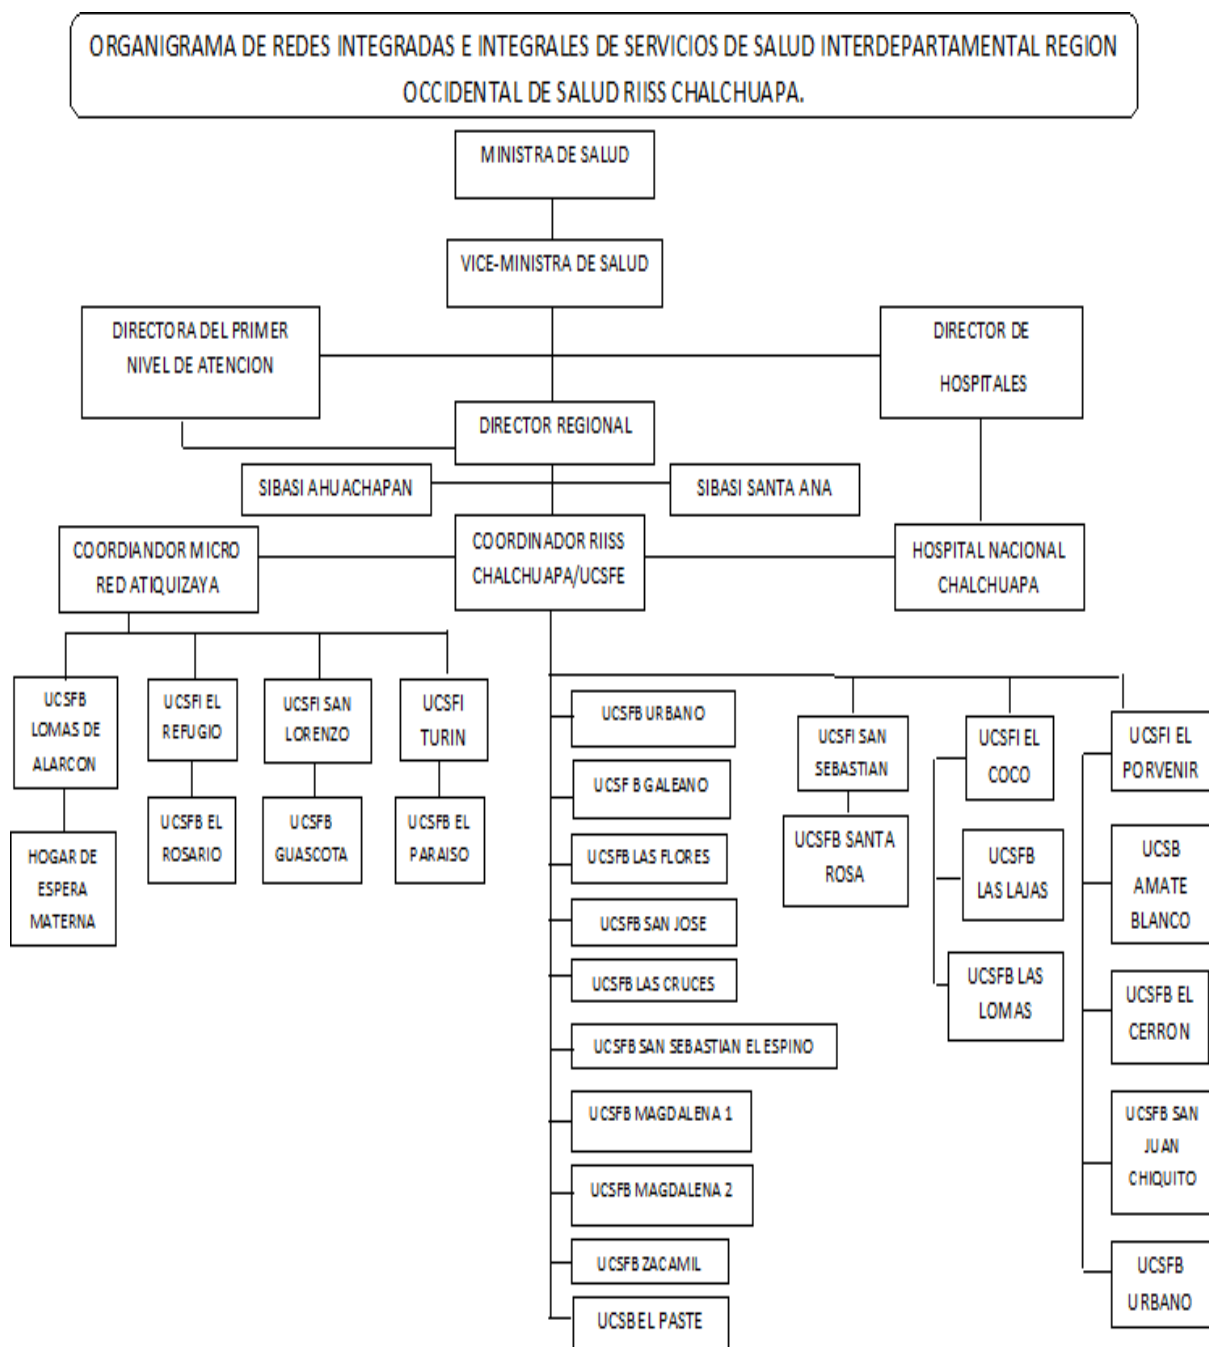 ORGANIGRAMA DE REDES INTEGRADAS E INTEGRALES DE SERVICIOS DE SALUD INTERDEPARTAMENTAL REGION
OCCIDENTAL DE SALUD RIISS CHALCHUAPA.
MINISTRA DE SALUD
VICE-MINISTRA DE SALUD
DIRECTORA DEL PRIMER
NIVEL DE ATENCION
DIRECTOR DE
HOSPITALES
DIRECTOR REGIONAL
SIBASI AHUACHAPAN
SIBASI SANTA ANA
COORDIANDOR MICRO
RED ATIQUIZAYA
COORDINADOR RIISS
CHALCHUAPA/UCSFE
HOSPITAL NACIONAL
CHALCHUAPA
UCSFB
LOMAS DE
ALARCON
HOGAR DE
ESPERA
MATERNA
UCSFI EL
REFUGIO
UCSFB EL
ROSARIO
UCSFI SAN
LORENZO
UCSFB
GUASCOTA
UCSFI
TURIN
UCSFB EL
PARAISO
UCSFB URBANO
UCSF B GALEANO
UCSFB LAS FLORES
UCSFB SAN JOSE
UCSFB LAS CRUCES
UCSFB SAN SEBASTIAN EL ESPINO
UCSFB MAGDALENA 1
UCSFB MAGDALENA 2
UCSFB ZACAMIL
UCSB EL PASTE
UCSFI SAN
SEBASTIAN
UCSFB SANTA
ROSA
UCSFI EL
COCO
UCSFB
LAS LAJAS
UCSFB LAS
LOMAS
UCSFI EL
PORVENIR
UCSB
AMATE
BLANCO
UCSFB EL
CERRON
UCSFB SAN
JUAN
CHIQUITO
UCSFB
URBANO